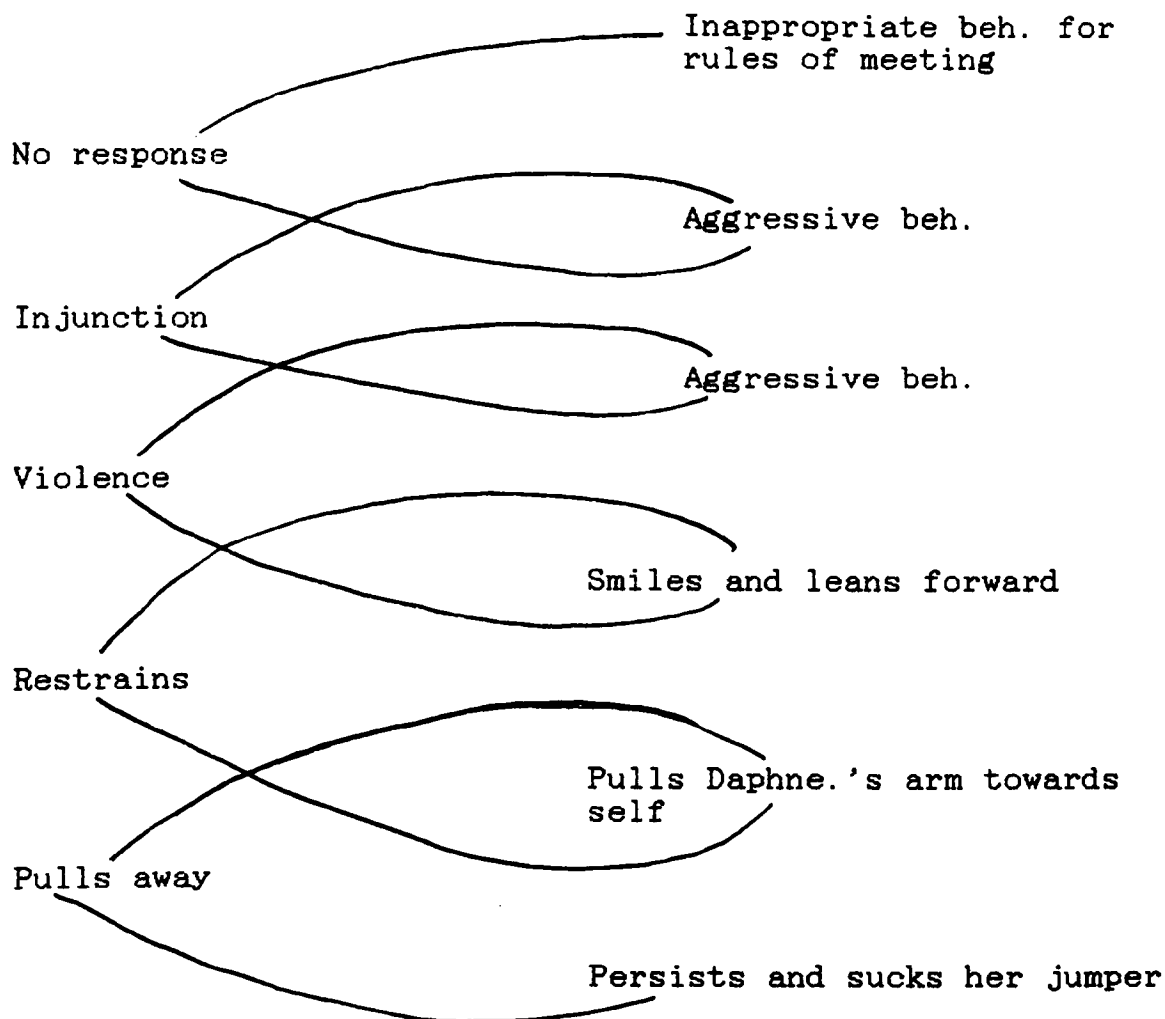 Inappropriate beh. for
rules of meeting
No response
Aggressive beh.
Injunction
Aggressive beh.
Violence
Smiles and leans forward
Restrains
Pulls Daphne.'s arm towards
self
Pulls away
Persists and sucks her jumper